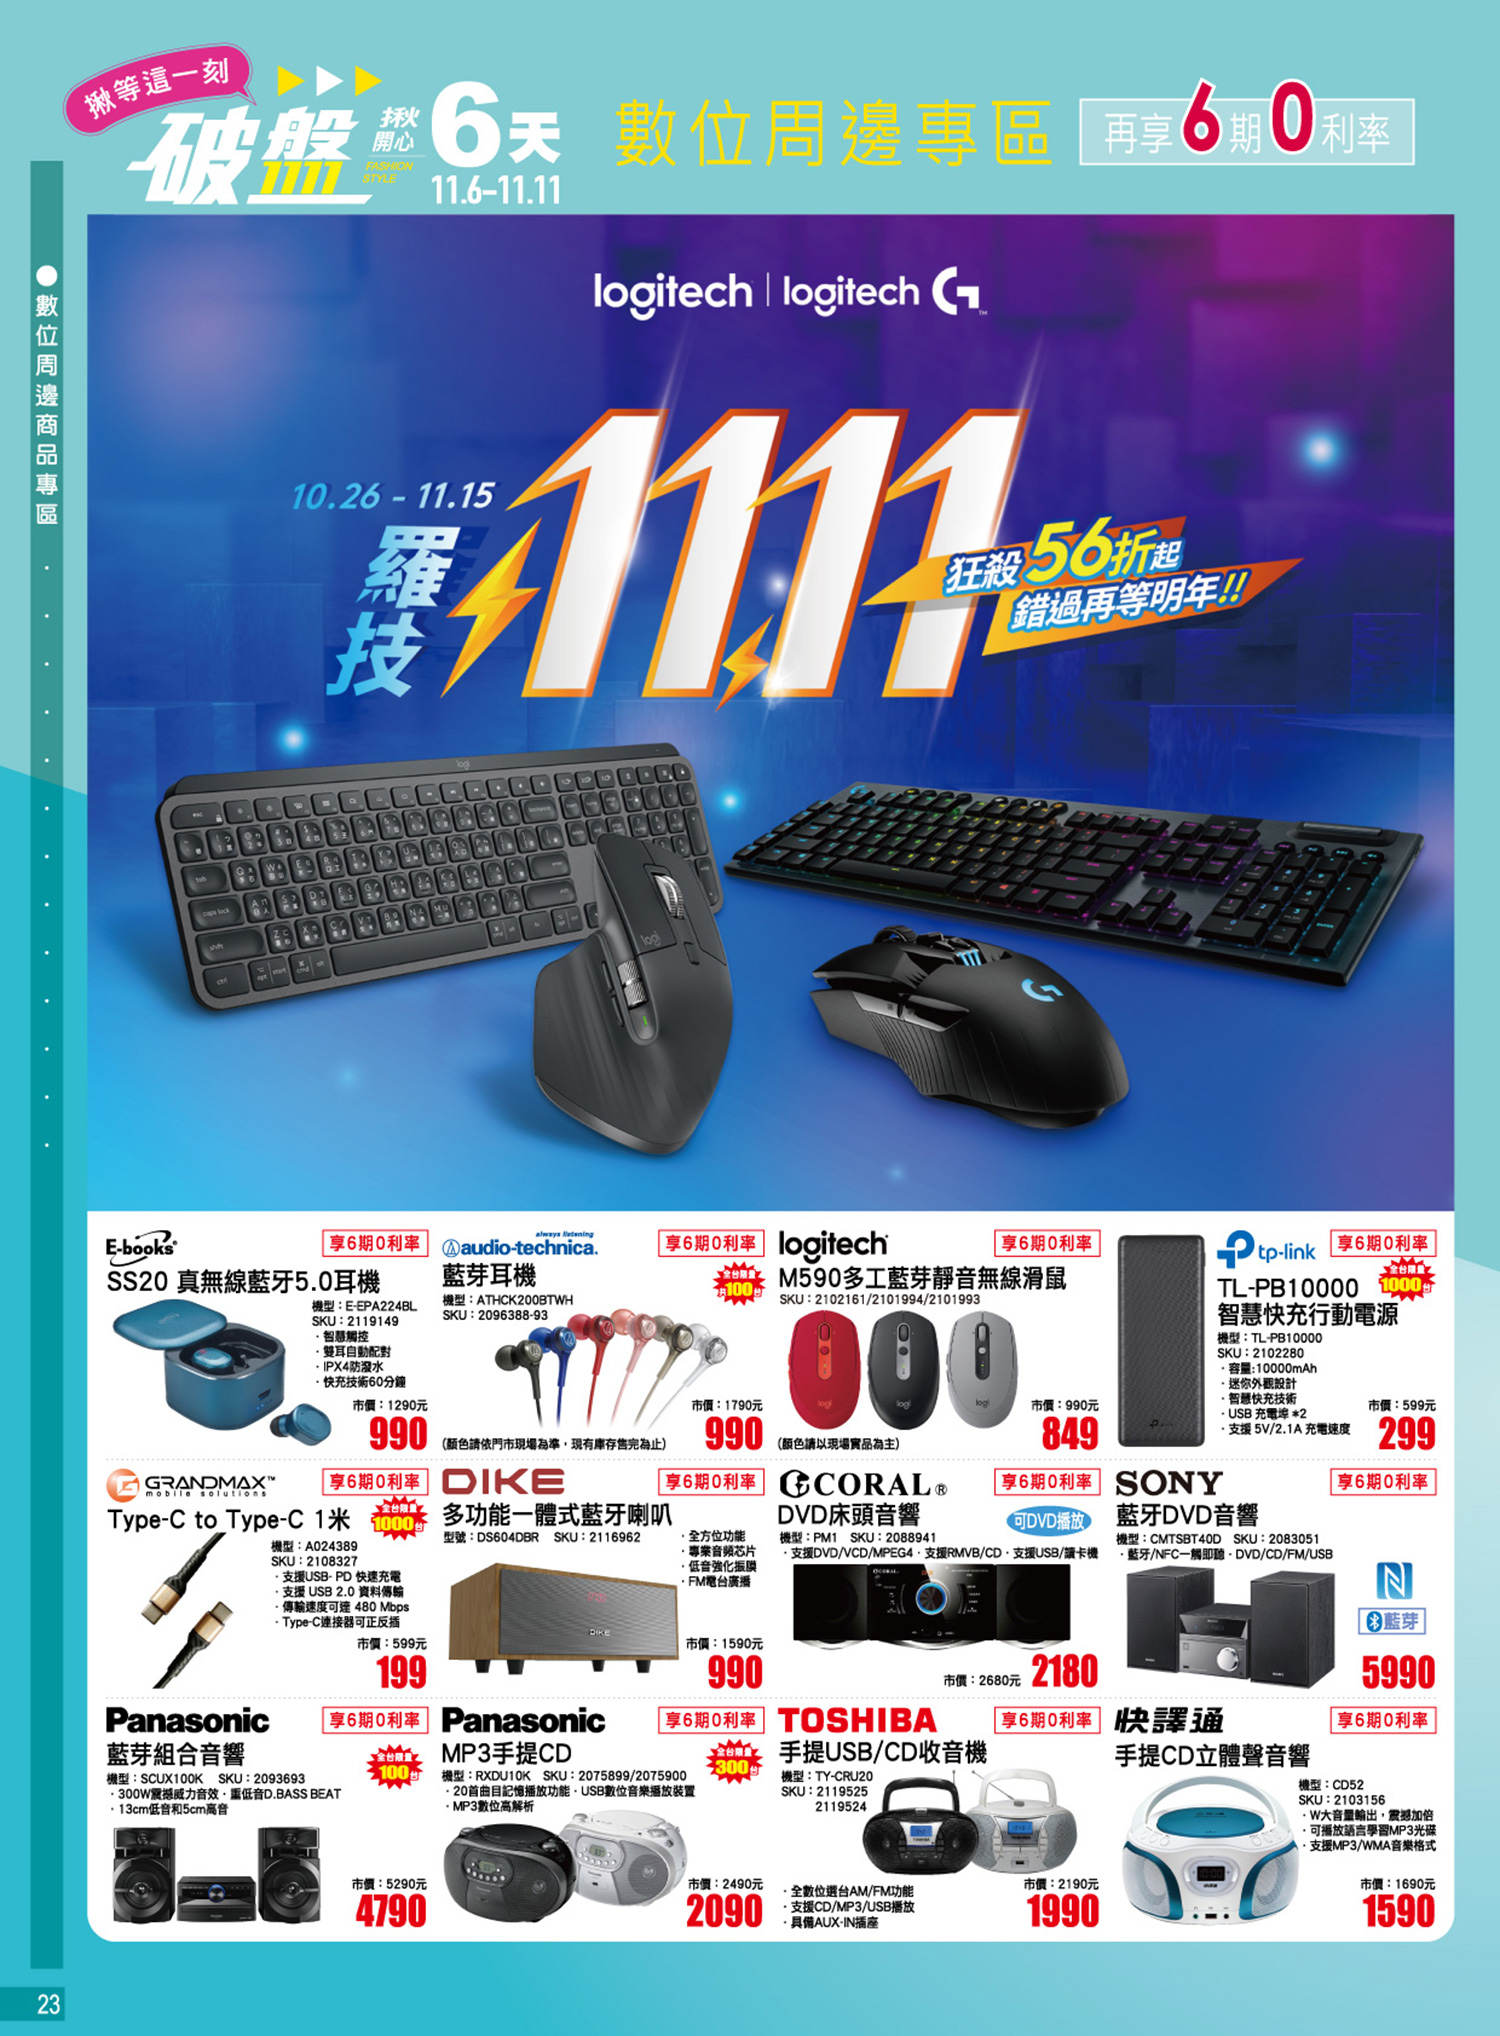 揪等這一刻
破盤
1111
揪
開心
FASHION
STYLE
6天
11.6-11.11
數位周邊專區
再享6期0利率
●數位周邊商品專區
logitech | logitech G
™
10.26 - 11.15
羅技
11.11
狂殺56折起
錯過再等明年!!
E-books
享6期0利率
SS20 真無線藍牙5.0耳機
機型：E-EPA224BL
SKU：2119149
・智慧觸控
・雙耳自動配對
・IPX4防潑水
・快充技術60分鐘
市價：1290元
990
always listening
audio-technica.
享6期0利率
藍芽耳機
全台限量
共100台
機型：ATHCK200BTWH
SKU：2096388-93
市價：1790元
(顏色請依門市現場為準，現有庫存售完為止)
990
logitech
享6期0利率
M590多工藍芽靜音無線滑鼠
SKU：2102161/2101994/2101993
市價：990元
(顏色請以現場實品為主)
849
tp-link
享6期0利率
全台限量
1000台
TL-PB10000
智慧快充行動電源
機型：TL-PB10000
SKU：2102280
・容量:10000mAh
・迷你外觀設計
・智慧快充技術
・USB 充電埠 *2
・支援 5V/2.1A 充電速度
市價：599元
299
GRANDMAX™
mobile solutions
享6期0利率
全台限量
1000台
Type-C to Type-C 1米
機型：A024389
SKU：2108327
・支援USB- PD 快速充電
・支援 USB 2.0 資料傳輸
・傳輸速度可達 480 Mbps
・Type-C連接器可正反插
市價：599元
199
DIKE
享6期0利率
多功能一體式藍牙喇叭
型號：DS604DBR SKU：2116962
・全方位功能
・專業音頻芯片
・低音強化振膜
・FM電台廣播
DIKE
市價：1590元
990
CORAL®
享6期0利率
DVD床頭音響
可DVD播放
機型：PM1 SKU：2088941
・支援DVD/VCD/MPEG4・支援RMVB/CD・支援USB/讀卡機
市價：2680元
2180
SONY
享6期0利率
藍牙DVD音響
機型：CMTSBT40D SKU：2083051
・藍牙/NFC一觸即聽・DVD/CD/FM/USB
藍芽
5990
Panasonic
享6期0利率
藍芽組合音響
全台限量
100台
機型：SCUX100K SKU：2093693
・300W震撼威力音效・重低音D.BASS BEAT
・13cm低音和5cm高音
市價：5290元
4790
Panasonic
享6期0利率
MP3手提CD
全台限量
300台
機型：RXDU10K SKU：2075899/2075900
・20首曲目記憶播放功能・USB數位音樂播放裝置
・MP3數位高解析
市價：2490元
2090
TOSHIBA
享6期0利率
手提USB/CD收音機
機型：TY-CRU20
SKU：2119525
2119524
・全數位選台AM/FM功能
・支援CD/MP3/USB播放
・具備AUX-IN插座
市價：2190元
1990
快譯通
享6期0利率
手提CD立體聲音響
機型：CD52
SKU：2103156
・W大音量輸出，震撼加倍
・可播放語言學習MP3光碟
・支援MP3/WMA音樂格式
市價：1690元
1590
23